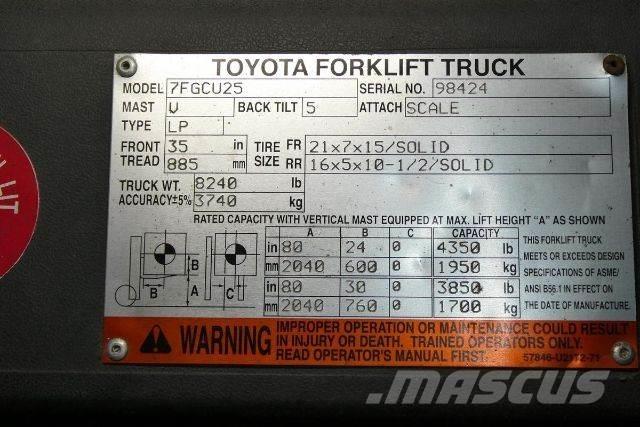 TOYOTA FORKLIFT TRUCK
MODEL 7FGCU25 SERIAL NO. 98424
MAST V BACK TILT 5 ATTACH SCALE
TYPE LP
FRONT 35 in TIRE FR 21x7x15/SOLID
TREAD 885 mm SIZE RR 16x5x10-1/2/SOLID
TRUCK WT. 8240 lb
ACCURACY±5% 3740 kg
RATED CAPACITY WITH VERTICAL MAST EQUIPPED AT MAX. LIFT HEIGHT "A" AS SHOWN
A B C CAPACITY
in 80 24 0 4350 lb
mm 2040 600 0 1950 kg
in 80 30 0 3850 lb
mm 2040 760 0 1700 kg
B B A C
THIS FORKLIFT TRUCK
MEETS OR EXCEEDS DESIGN
SPECIFICATIONS OF ASME/
ANSI B56.1 IN EFFECT ON
THE DATE OF MANUFACTURE.
WARNING
IMPROPER OPERATION OR MAINTENANCE COULD RESULT
IN INJURY OR DEATH. TRAINED OPERATORS ONLY.
READ OPERATOR'S MANUAL FIRST. 57846-U2112-71
MASCUS